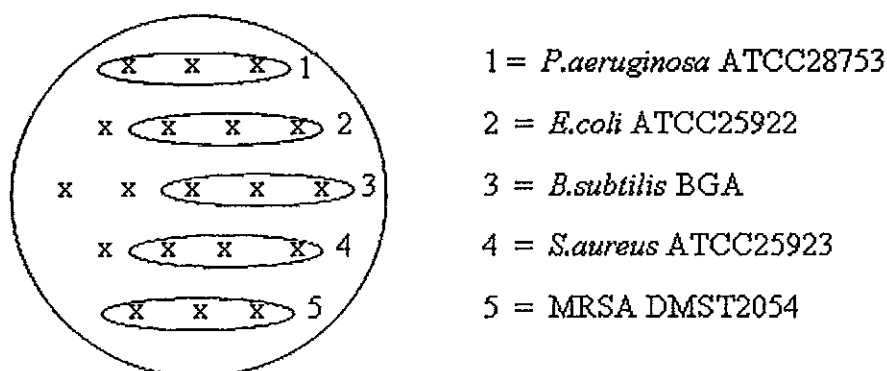 x x x 1
x x x x 2
x x x x x 3
x x x x 4
x x x 5
1 = P.aeruginosa ATCC28753
2 = E.coli ATCC25922
3 = B.subtilis BGA
4 = S.aureus ATCC25923
5 = MRSA DMST2054